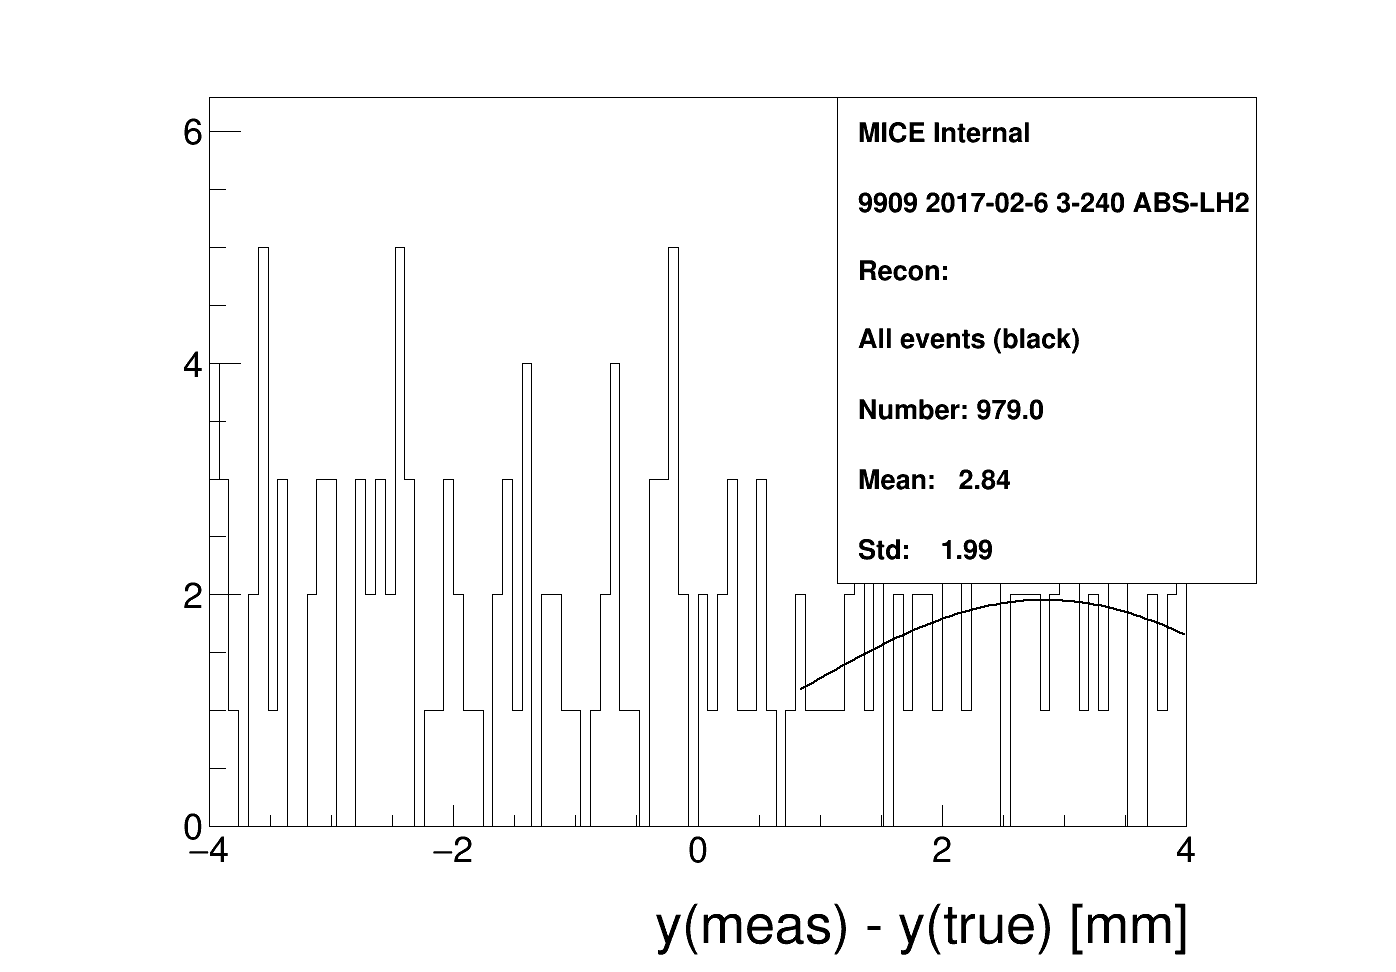 6
MICE Internal
9909 2017-02-6 3-240 ABS-LH2
Recon:
4
All events (black)
Number: 979.0
Mean: 2.84
Std: 1.99
2
0
−4 −2 0 2 4
y(meas) - y(true) [mm]